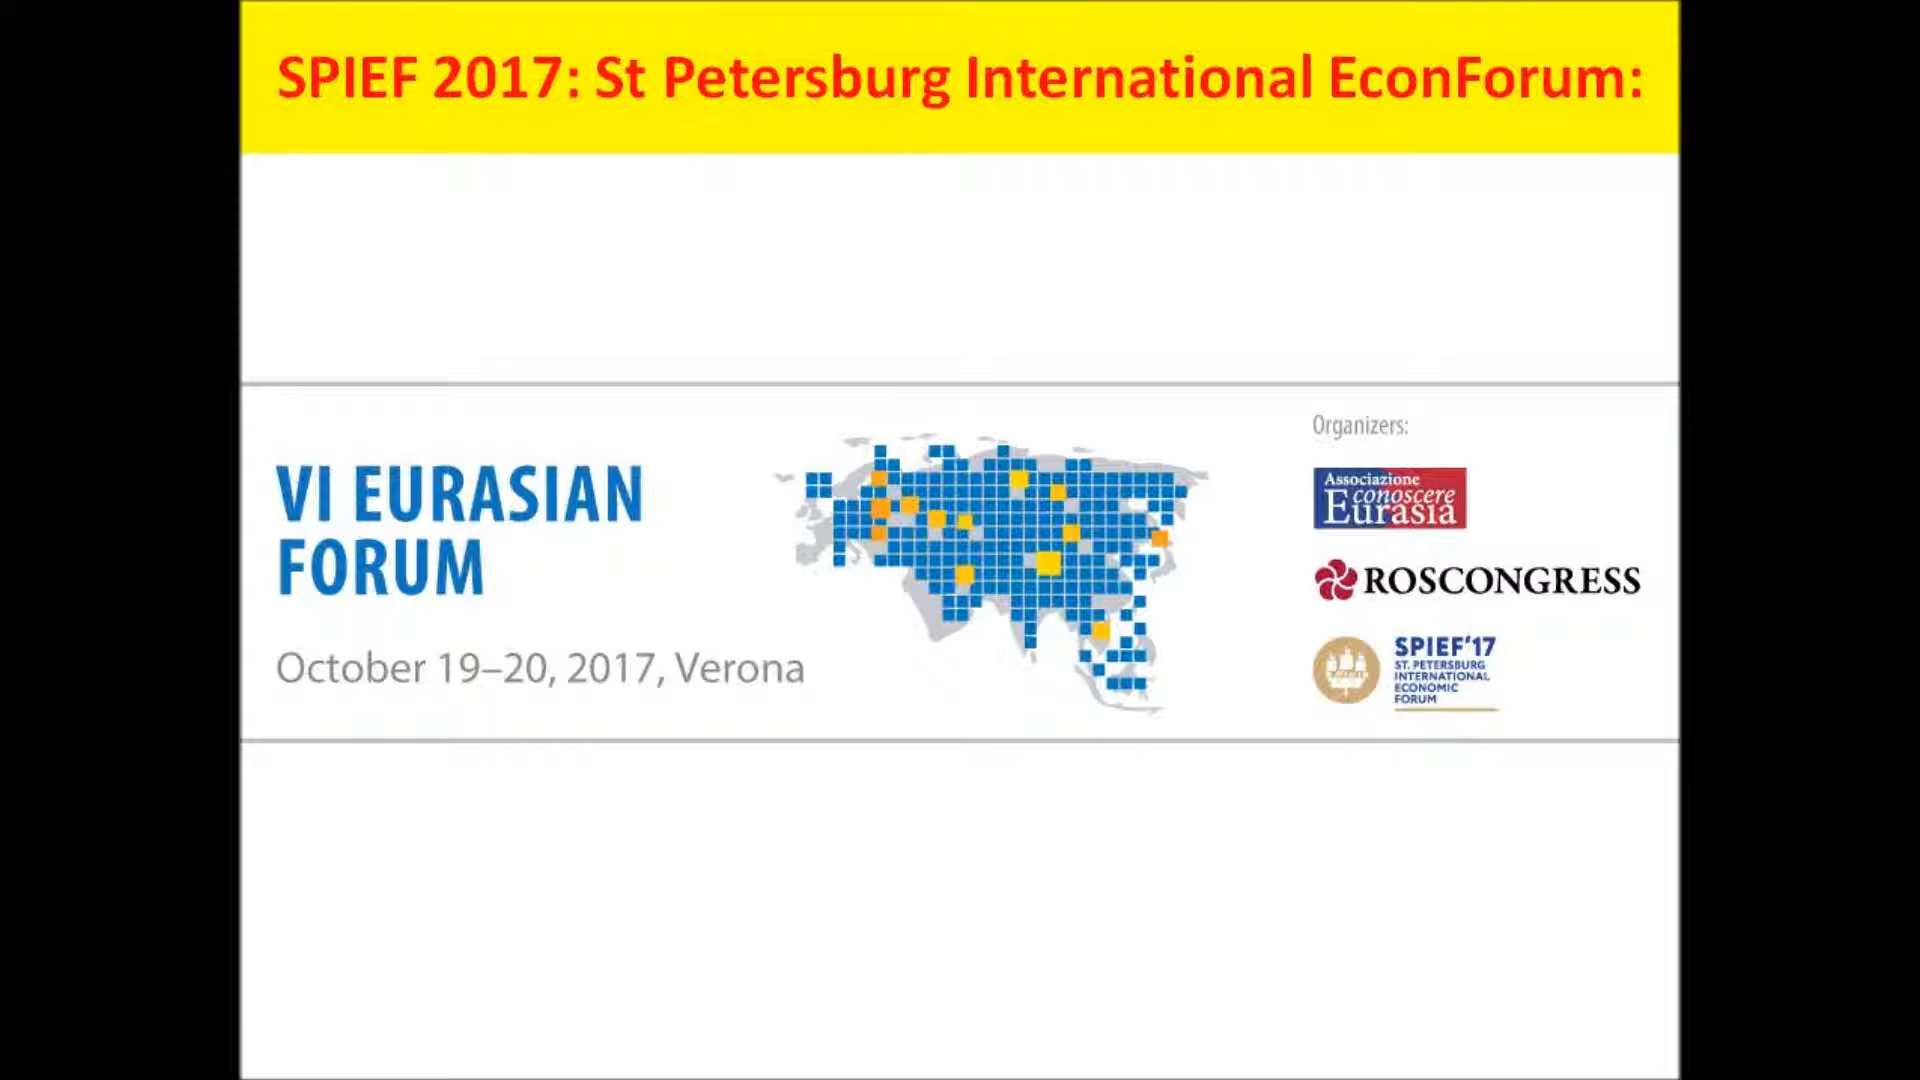 SPIEF 2017: St Petersburg International EconForum:
VI EURASIAN
FORUM
October 19–20, 2017, Verona
Organizers:
Associazione
conoscere
Eurasia
ROSCONGRESS
SPIEF'17
ST. PETERSBURG
INTERNATIONAL
ECONOMIC
FORUM